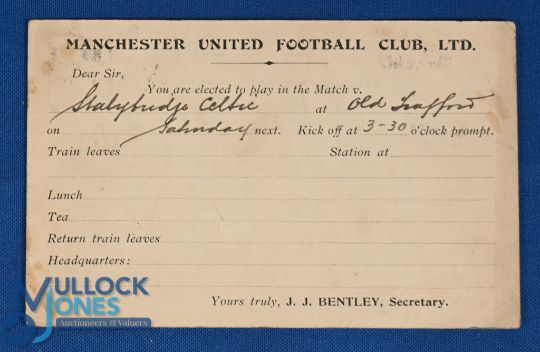 MANCHESTER UNITED FOOTBALL CLUB, LTD.
Dear Sir,
You are elected to play in the Match v.
Stalybridge Celtic at Old Trafford
on Saturday next. Kick off at 3-30 o'clock prompt.
Train leaves Station at
Lunch
Tea
Return train leaves
Headquarters:
Yours truly, J. J. BENTLEY, Secretary.
MULLOCK
JONES
Auctioneers & Valuers